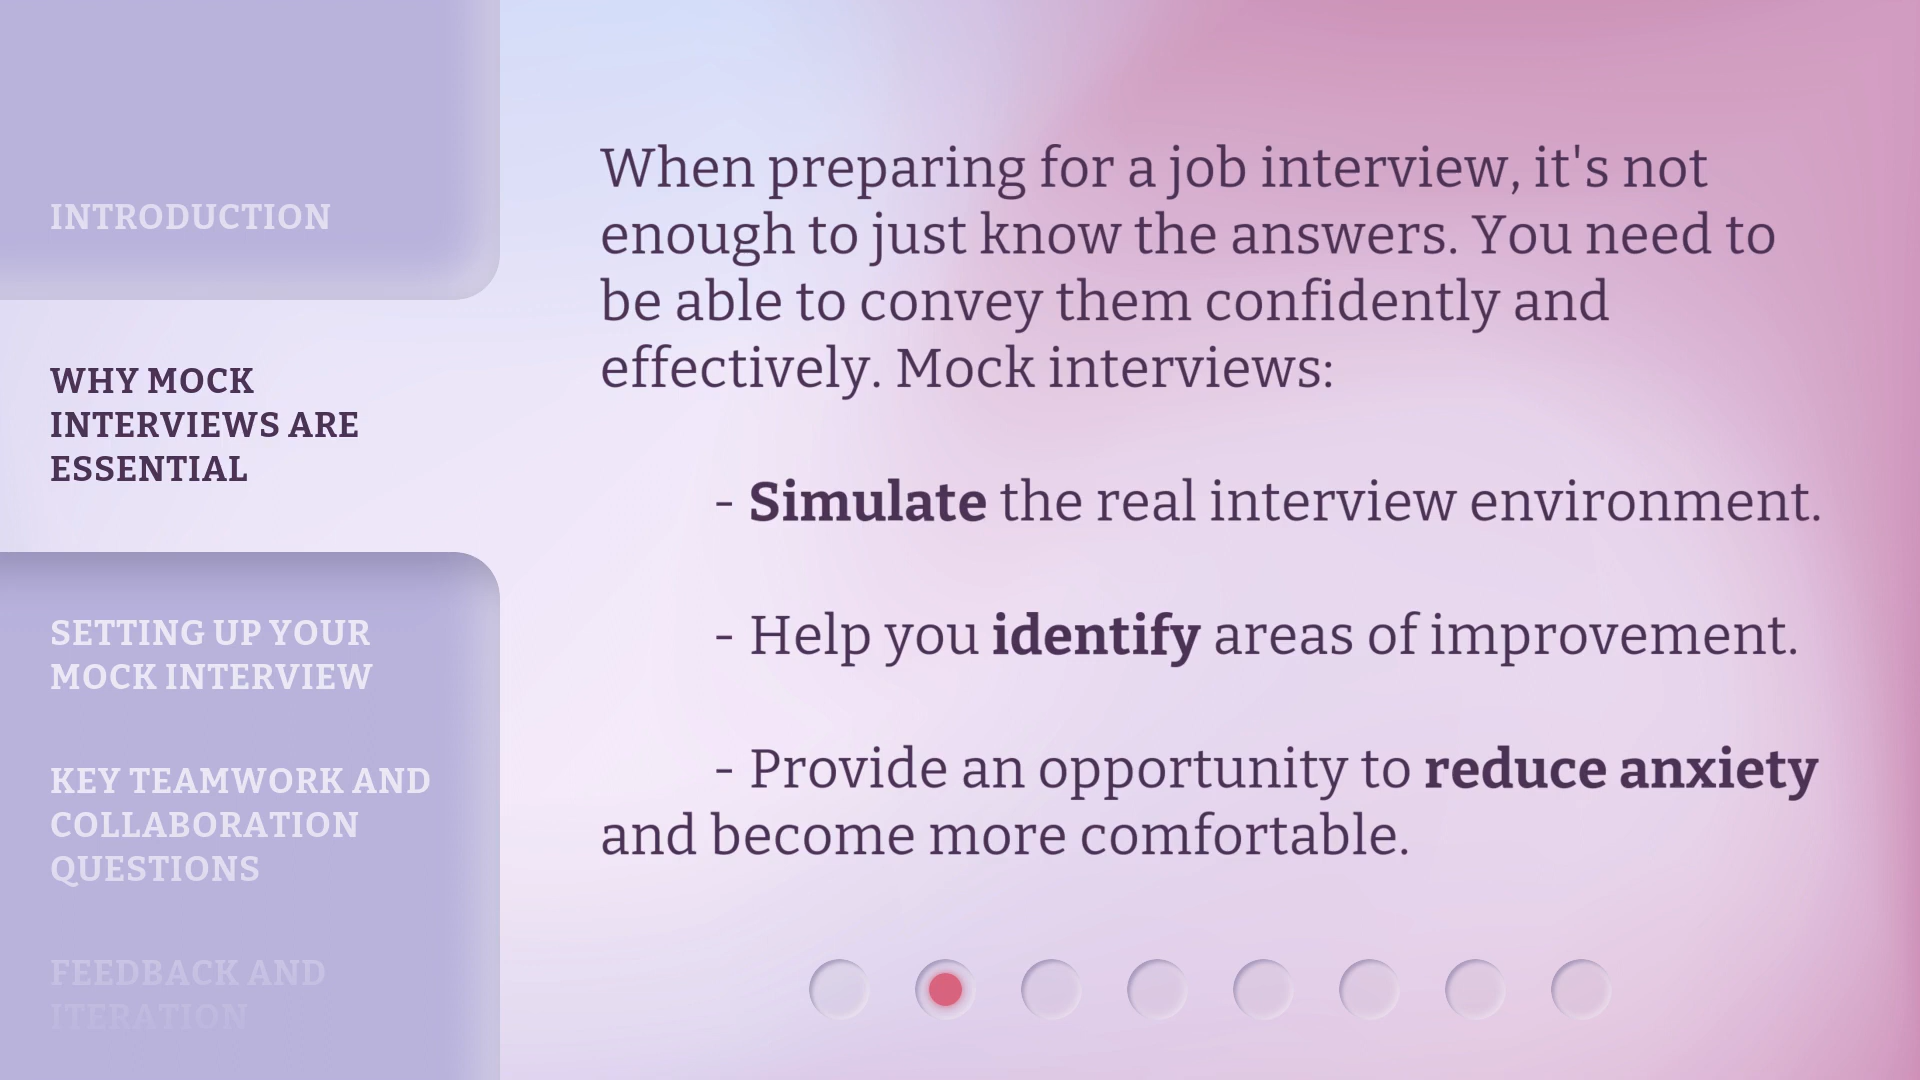 INTRODUCTION
WHY MOCK
INTERVIEWS ARE
ESSENTIAL
SETTING UP YOUR
MOCK INTERVIEW
KEY TEAMWORK AND
COLLABORATION
QUESTIONS
FEEDBACK AND
ITERATION
When preparing for a job interview, it's not
enough to just know the answers. You need to
be able to convey them confidently and
effectively. Mock interviews:
- Simulate the real interview environment.
- Help you identify areas of improvement.
- Provide an opportunity to reduce anxiety
and become more comfortable.